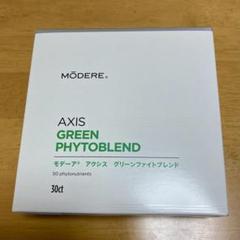 MODERE®
AXIS
GREEN
PHYTOBLEND
モデーア® アクシス グリーンファイトブレンド
50 phytonutrients
30ct